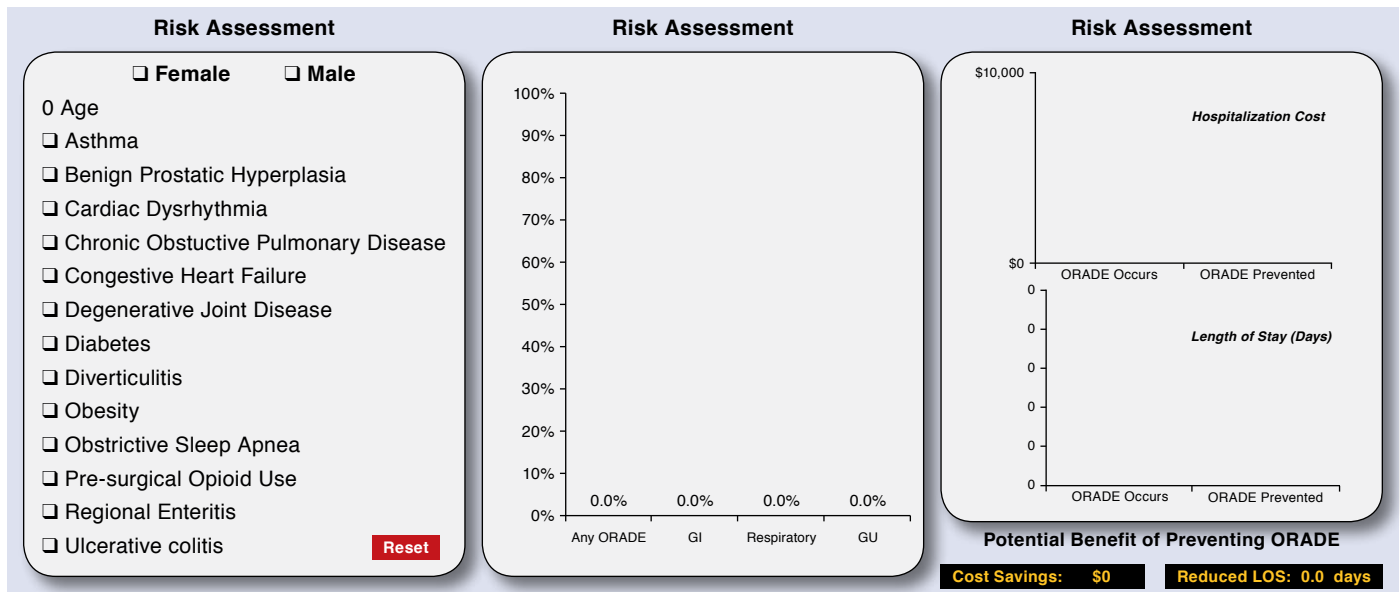 Risk Assessment
❏ Female ❏ Male
0 Age
❏ Asthma
❏ Benign Prostatic Hyperplasia
❏ Cardiac Dysrhythmia
❏ Chronic Obstuctive Pulmonary Disease
❏ Congestive Heart Failure
❏ Degenerative Joint Disease
❏ Diabetes
❏ Diverticulitis
❏ Obesity
❏ Obstrictive Sleep Apnea
❏ Pre-surgical Opioid Use
❏ Regional Enteritis
❏ Ulcerative colitis
Reset
Risk Assessment
100%
90%
80%
70%
60%
50%
40%
30%
20%
10%
0%
0.0% 0.0% 0.0% 0.0%
Any ORADE GI Respiratory GU
Risk Assessment
$10,000
Hospitalization Cost
$0
ORADE Occurs ORADE Prevented
0
0
Length of Stay (Days)
0
0
0
0
ORADE Occurs ORADE Prevented
Potential Benefit of Preventing ORADE
Cost Savings: $0 Reduced LOS: 0.0 days